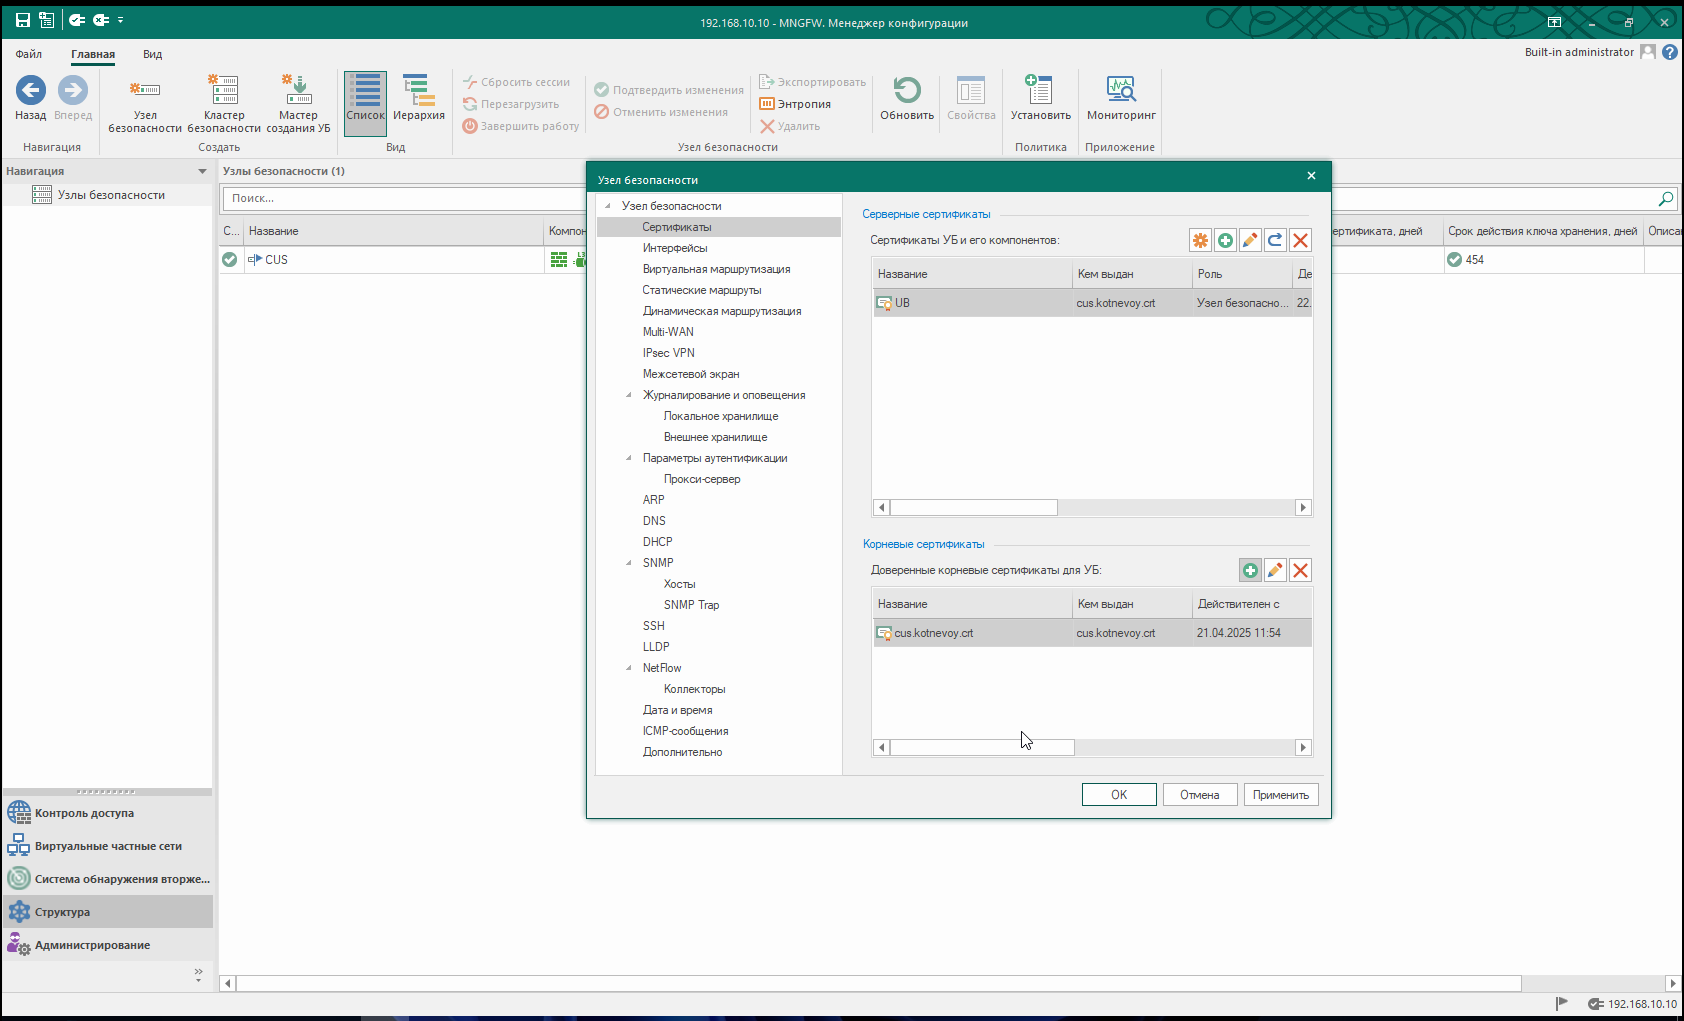 192.168.10.10 - MNGFW. Менеджер конфигурации
Файл
Главная
Вид
Built-in administrator
Назад
Вперед
Узел безопасности
Кластер безопасности
Мастер создания УБ
Список
Иерархия
Сбросить сессии
Перезагрузить
Завершить работу
Подтвердить изменения
Отменить изменения
Экспортировать
Энтропия
Удалить
Обновить
Свойства
Установить
Мониторинг
Навигация
Создать
Вид
Узел безопасности
Политика
Приложение
Навигация
Узлы безопасности
Узлы безопасности (1)
Поиск...
С...
Название
Компон
ертификата, дней
Срок действия ключа хранения, дней
Описан
CUS
454
Узел безопасности
Узел безопасности
Сертификаты
Интерфейсы
Виртуальная маршрутизация
Статические маршруты
Динамическая маршрутизация
Multi-WAN
IPsec VPN
Межсетевой экран
Журналирование и оповещения
Локальное хранилище
Внешнее хранилище
Параметры аутентификации
Прокси-сервер
ARP
DNS
DHCP
SNMP
Хосты
SNMP Trap
SSH
LLDP
NetFlow
Коллекторы
Дата и время
ICMP-сообщения
Дополнительно
Серверные сертификаты
Сертификаты УБ и его компонентов:
Название
Кем выдан
Роль
Де
UB
cus.kotnevoy.crt
Узел безопасно...
22.
Корневые сертификаты
Доверенные корневые сертификаты для УБ:
Название
Кем выдан
Действителен с
cus.kotnevoy.crt
cus.kotnevoy.crt
21.04.2025 11:54
OK
Отмена
Применить
Контроль доступа
Виртуальные частные сети
Система обнаружения вторже...
Структура
Администрирование
192.168.10.10